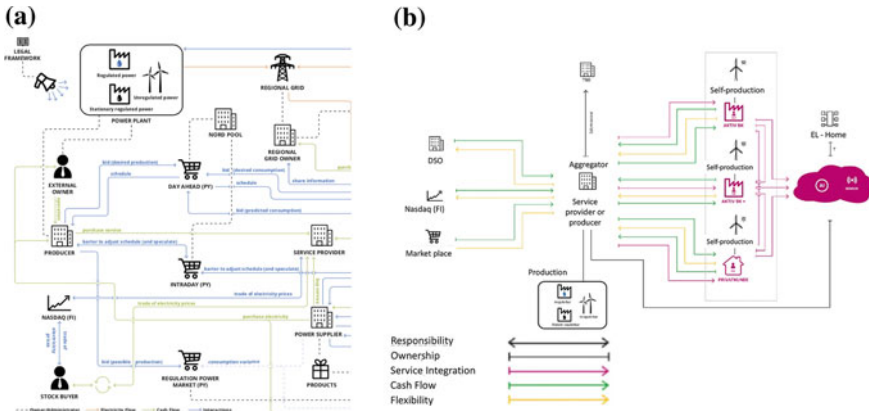 (a)
LEGAL
FRAMEWORK
Regulated power
Unregulated power
Stationary regulated power
POWER PLANT
REGIONAL GRID
NORD POOL
REGIONAL
GRID OWNER
EXTERNAL
OWNER
bid (desired production)
schedule
DAY AHEAD (PY)
bid (desired consumption)
schedule
share information
bid (predicted consumption)
PRODUCER
purchase service
barter to adjust schedule (and speculate)
SERVICE PROVIDER
INTRADAY (PY)
barter to adjust schedule (and speculate)
trade of electricity-prices
NASDAQ (FI)
trade of electricity-prices
purchase electricity
POWER SUPPLIER
bid (possible production)
consumption
REGULATION POWER
MARKET (PY)
PRODUCTS
STOCK BUYER
Electricity Flow
Cash Flow
Interactions
(b)
Self-production
EL - Home
DSO
Aggregator
Self-production
Nasdaq (FI)
Service
provider or
producer
Market place
Self-production
Production
Responsibility
Ownership
Service Integration
Cash Flow
Flexibility